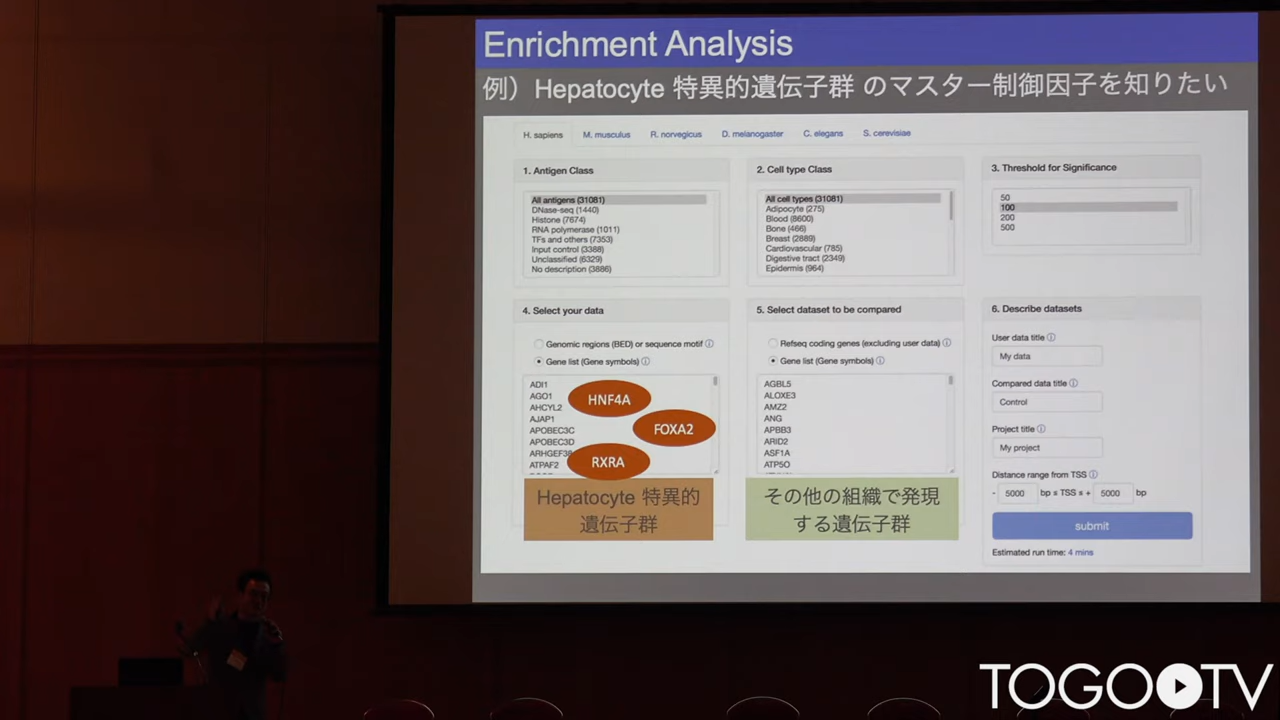 Enrichment Analysis
例）Hepatocyte 特異的遺伝子群 のマスター制御因子を知りたい
H. sapiens M. musculus R. norvegicus D. melanogaster C. elegans S. cerevisiae
1. Antigen Class
All antigens (31081)
DNase-seq (1440)
Histone (7674)
RNA polymerase (1011)
TFs and others (7353)
Input control (3388)
Unclassified (6329)
No description (3886)
2. Cell type Class
All cell types (31081)
Adipocyte (275)
Blood (8600)
Bone (466)
Breast (2889)
Cardiovascular (785)
Digestive tract (2349)
Epidermis (964)
3. Threshold for Significance
50
100
200
500
4. Select your data
Genomic regions (BED) or sequence motif
Gene list (Gene symbols)
ADI1
AGO1
AHCYL2
AJAP1
APOBEC3C
APOBEC3D
ATPAF2
HNF4A
FOXA2
RXRA
Hepatocyte 特異的
遺伝子群
5. Select dataset to be compared
Refseq coding genes (excluding user data)
Gene list (Gene symbols)
AGBL5
ALOXE3
AMZ2
ANG
APBB3
ARID2
ASF1A
ATP5O
その他の組織で発現
する遺伝子群
6. Describe datasets
User data title
My data
Compared data title
Control
Project title
My project
Distance range from TSS
- 5000 bp ≤ TSS ≤ + 5000 bp
submit
Estimated run time: 4 mins
TOGO TV